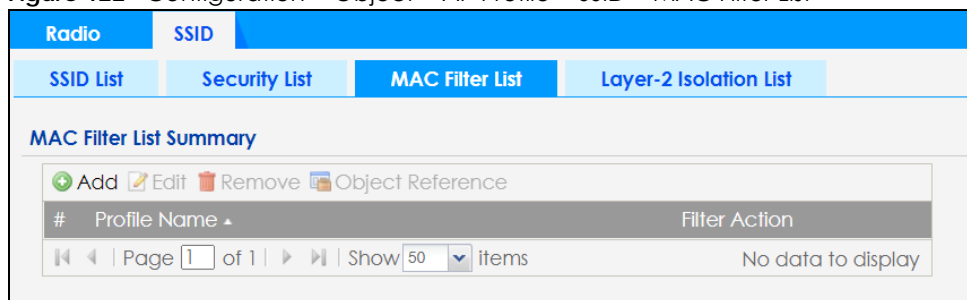 Radio SSID
SSID List Security List MAC Filter List Layer-2 Isolation List
MAC Filter List Summary
Add Edit Remove Object Reference
# Profile Name Filter Action
Page 1 of 1 Show 50 items No data to display